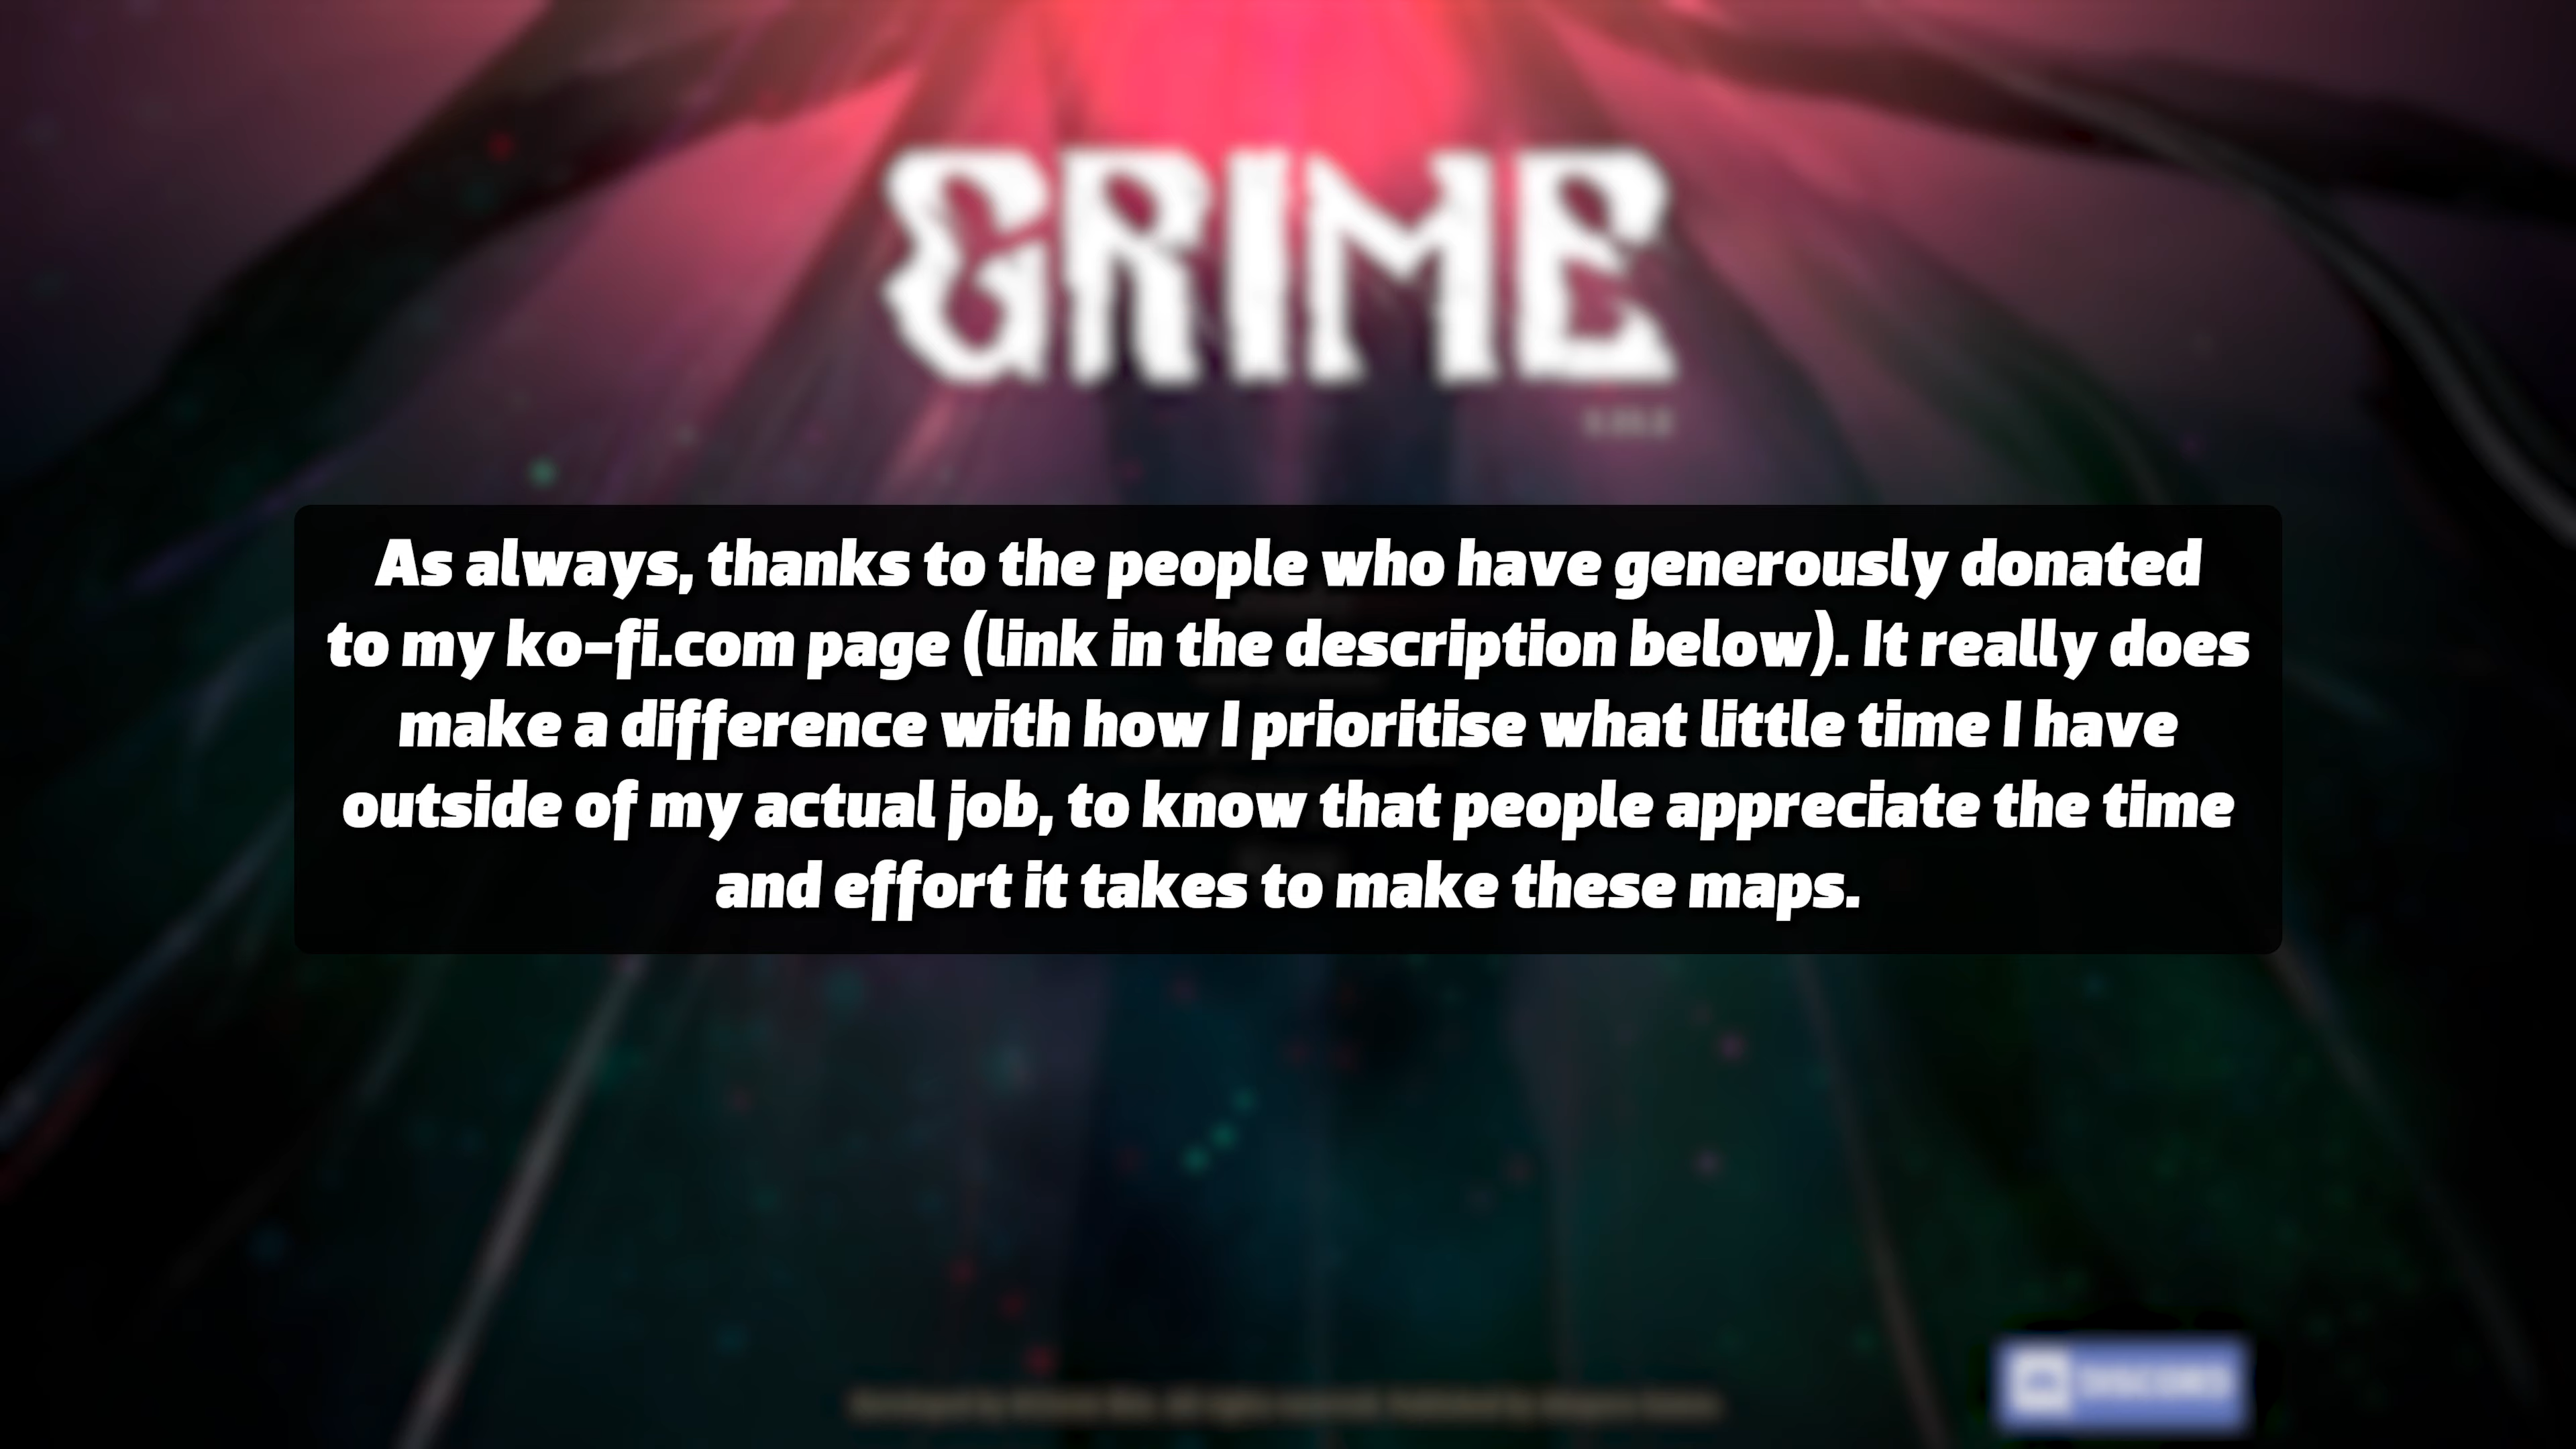 GRIME
As always, thanks to the people who have generously donated
to my ko-fi.com page (link in the description below). It really does
make a difference with how I prioritise what little time I have
outside of my actual job, to know that people appreciate the time
and effort it takes to make these maps.
DISCORD